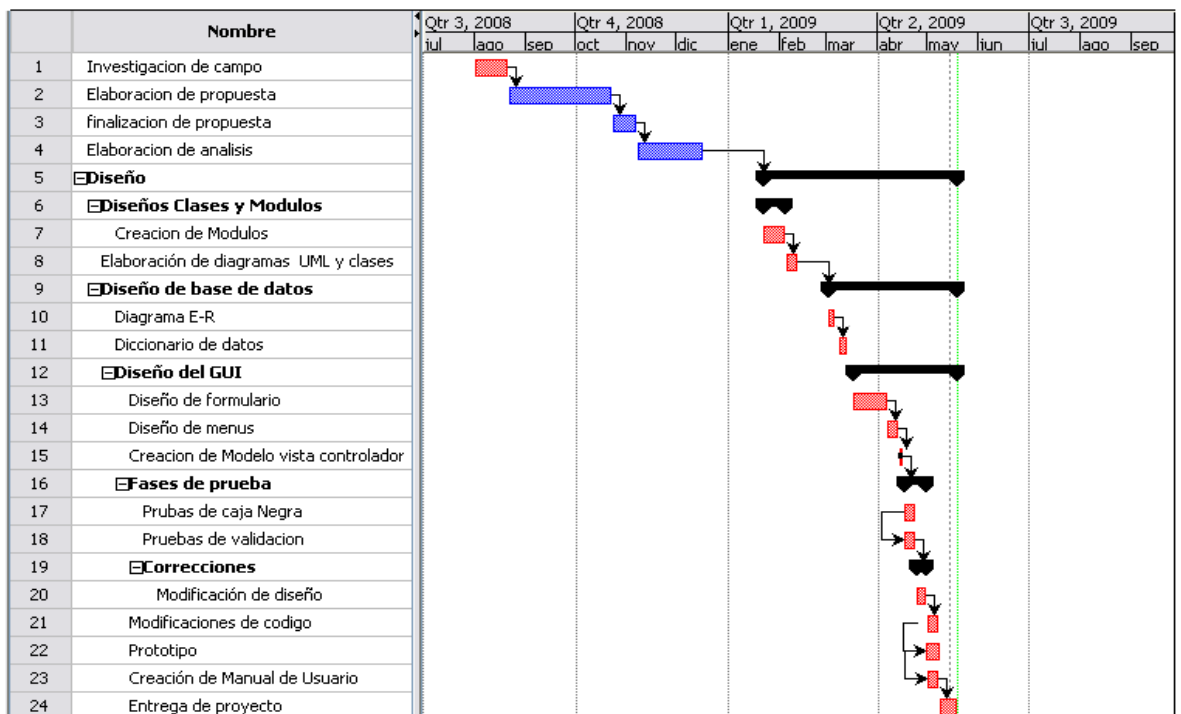 Nombre
Qtr 3, 2008 Qtr 4, 2008 Qtr 1, 2009 Qtr 2, 2009 Qtr 3, 2009
jul ago sep oct nov dic ene feb mar abr may jun jul ago sep
1 Investigacion de campo
2 Elaboracion de propuesta
3 finalizacion de propuesta
4 Elaboracion de analisis
5 Diseño
6 Diseños Clases y Modulos
7 Creacion de Modulos
8 Elaboración de diagramas UML y clases
9 Diseño de base de datos
10 Diagrama E-R
11 Diccionario de datos
12 Diseño del GUI
13 Diseño de formulario
14 Diseño de menus
15 Creacion de Modelo vista controlador
16 Fases de prueba
17 Prubas de caja Negra
18 Pruebas de validacion
19 Correcciones
20 Modificación de diseño
21 Modificaciones de codigo
22 Prototipo
23 Creación de Manual de Usuario
24 Entrega de proyecto